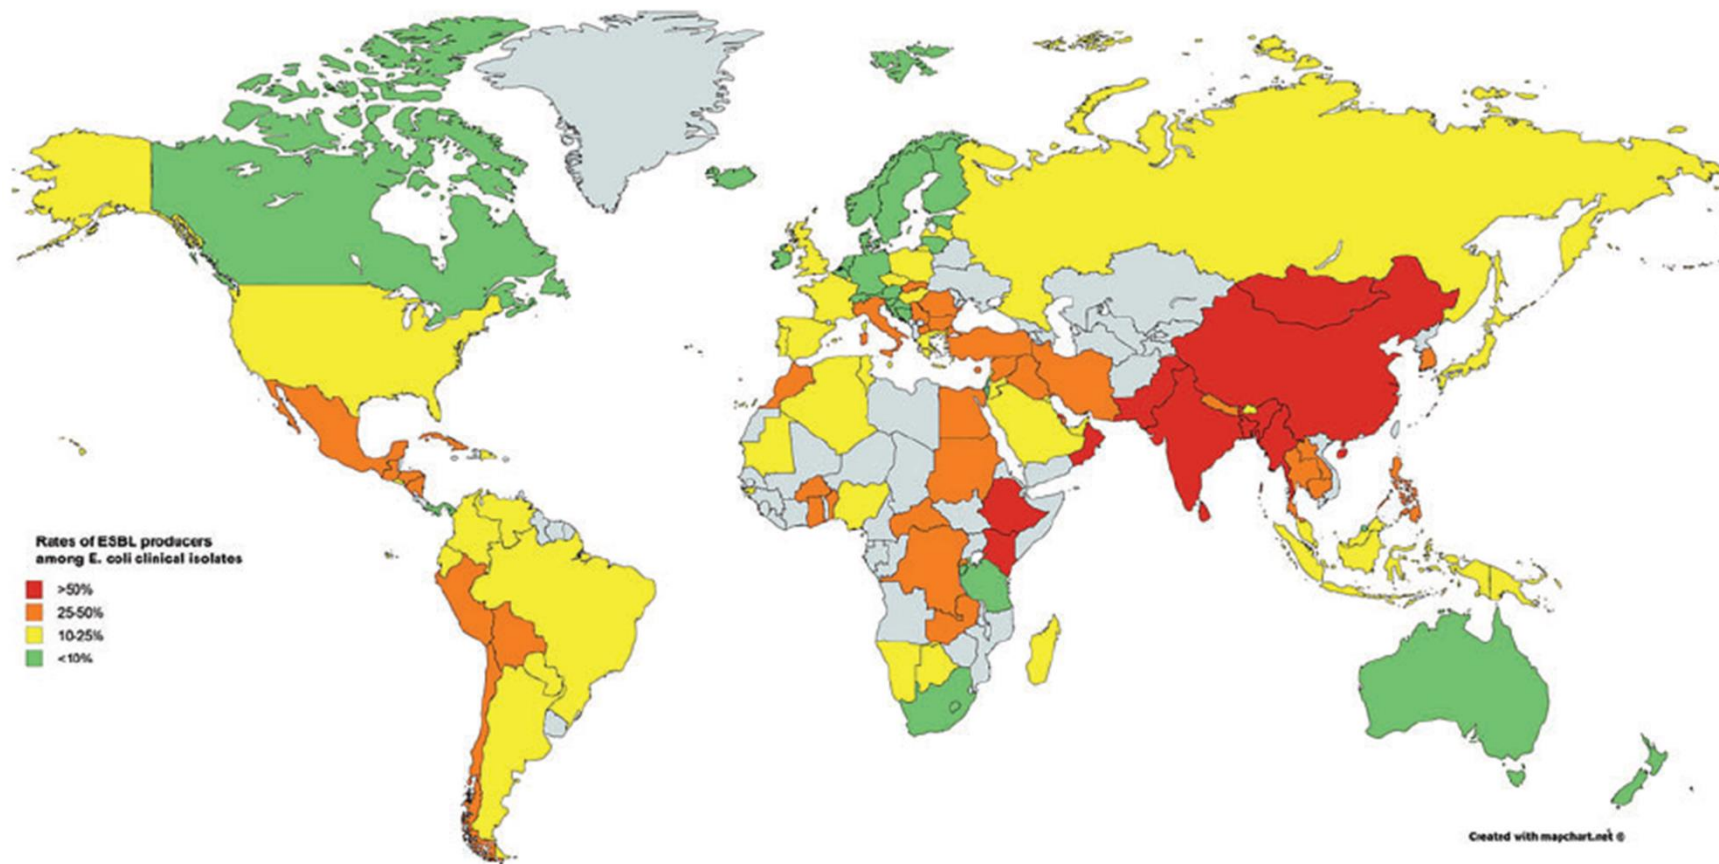 Rates of ESBL producers
among E. coli clinical isolates
>50%
25-50%
10-25%
<10%
Created with mapchart.net ©